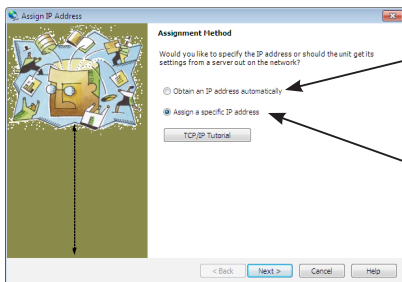 Assign IP Address
Assignment Method
Would you like to specify the IP address or should the unit get its
settings from a server out on the network?
Obtain an IP address automatically
Assign a specific IP address
TCP/IP Tutorial
< Back
Next >
Cancel
Help